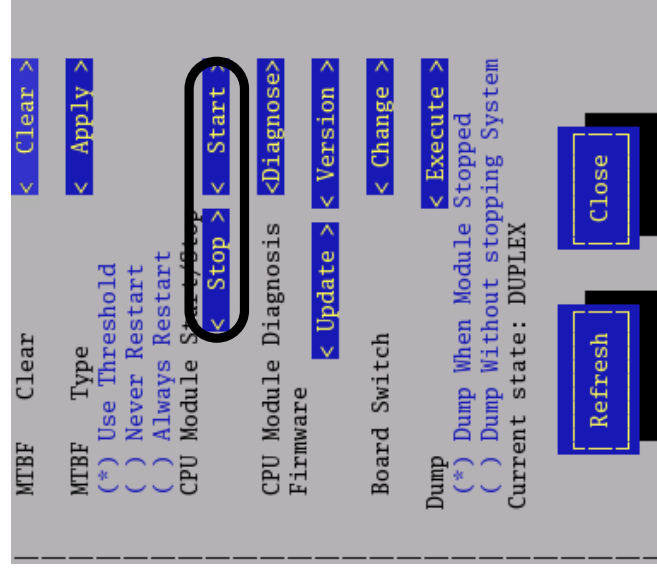 MTBF   Clear                    < Clear >
MTBF   Type                     < Apply >
(*) Use Threshold
( ) Never Restart
( ) Always Restart
CPU Module Start/Stop
< Stop > < Start >
CPU Module Diagnosis  <Diagnose>
Firmware
< Update > < Version >
Board Switch          < Change >
Dump                  < Execute >
(*) Dump When Module Stopped
( ) Dump Without stopping System
Current state: DUPLEX
Refresh    Close